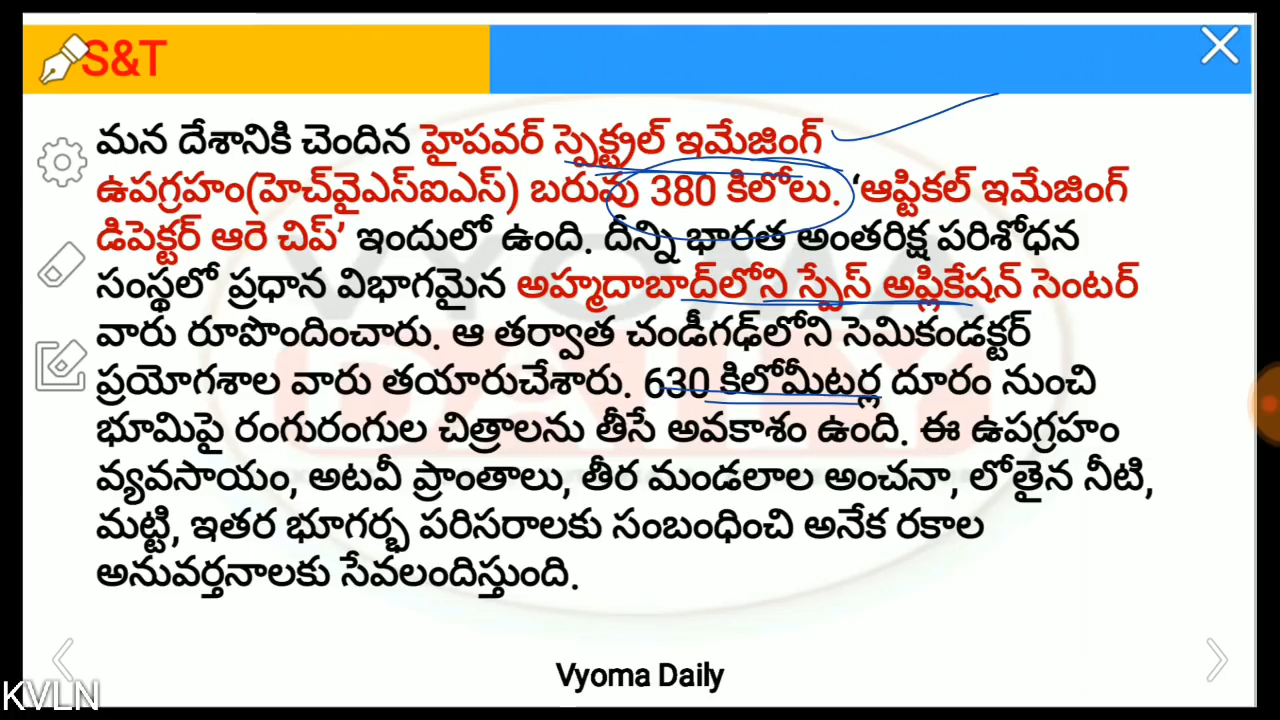 S&T
మన దేశానికి చెందిన హైపవర్ స్పెక్ట్రల్ ఇమేజింగ్
ఉపగ్రహం(హెచ్‌వైఎస్ఐఎస్) బరువు 380 కిలోలు. ‘ఆప్టికల్ ఇమేజింగ్
డిపెక్టర్ ఆరె చిప్’ ఇందులో ఉంది. దీన్ని భారత అంతరిక్ష పరిశోధన
సంస్థలో ప్రధాన విభాగమైన అహ్మదాబాద్‌లోని స్పేస్ అప్లికేషన్ సెంటర్
వారు రూపొందించారు. ఆ తర్వాత చండీగఢ్‌లోని సెమికండక్టర్
ప్రయోగశాల వారు తయారుచేశారు. 630 కిలోమీటర్ల దూరం నుంచి
భూమిపై రంగురంగుల చిత్రాలను తీసే అవకాశం ఉంది. ఈ ఉపగ్రహం
వ్యవసాయం, అటవీ ప్రాంతాలు, తీర మండలాల అంచనా, లోతైన నీటి,
మట్టి, ఇతర భూగర్భ పరిసరాలకు సంబంధించి అనేక రకాల
అనువర్తనాలకు సేవలందిస్తుంది.
VYOMA
DAILY
Vyoma Daily
KVLN